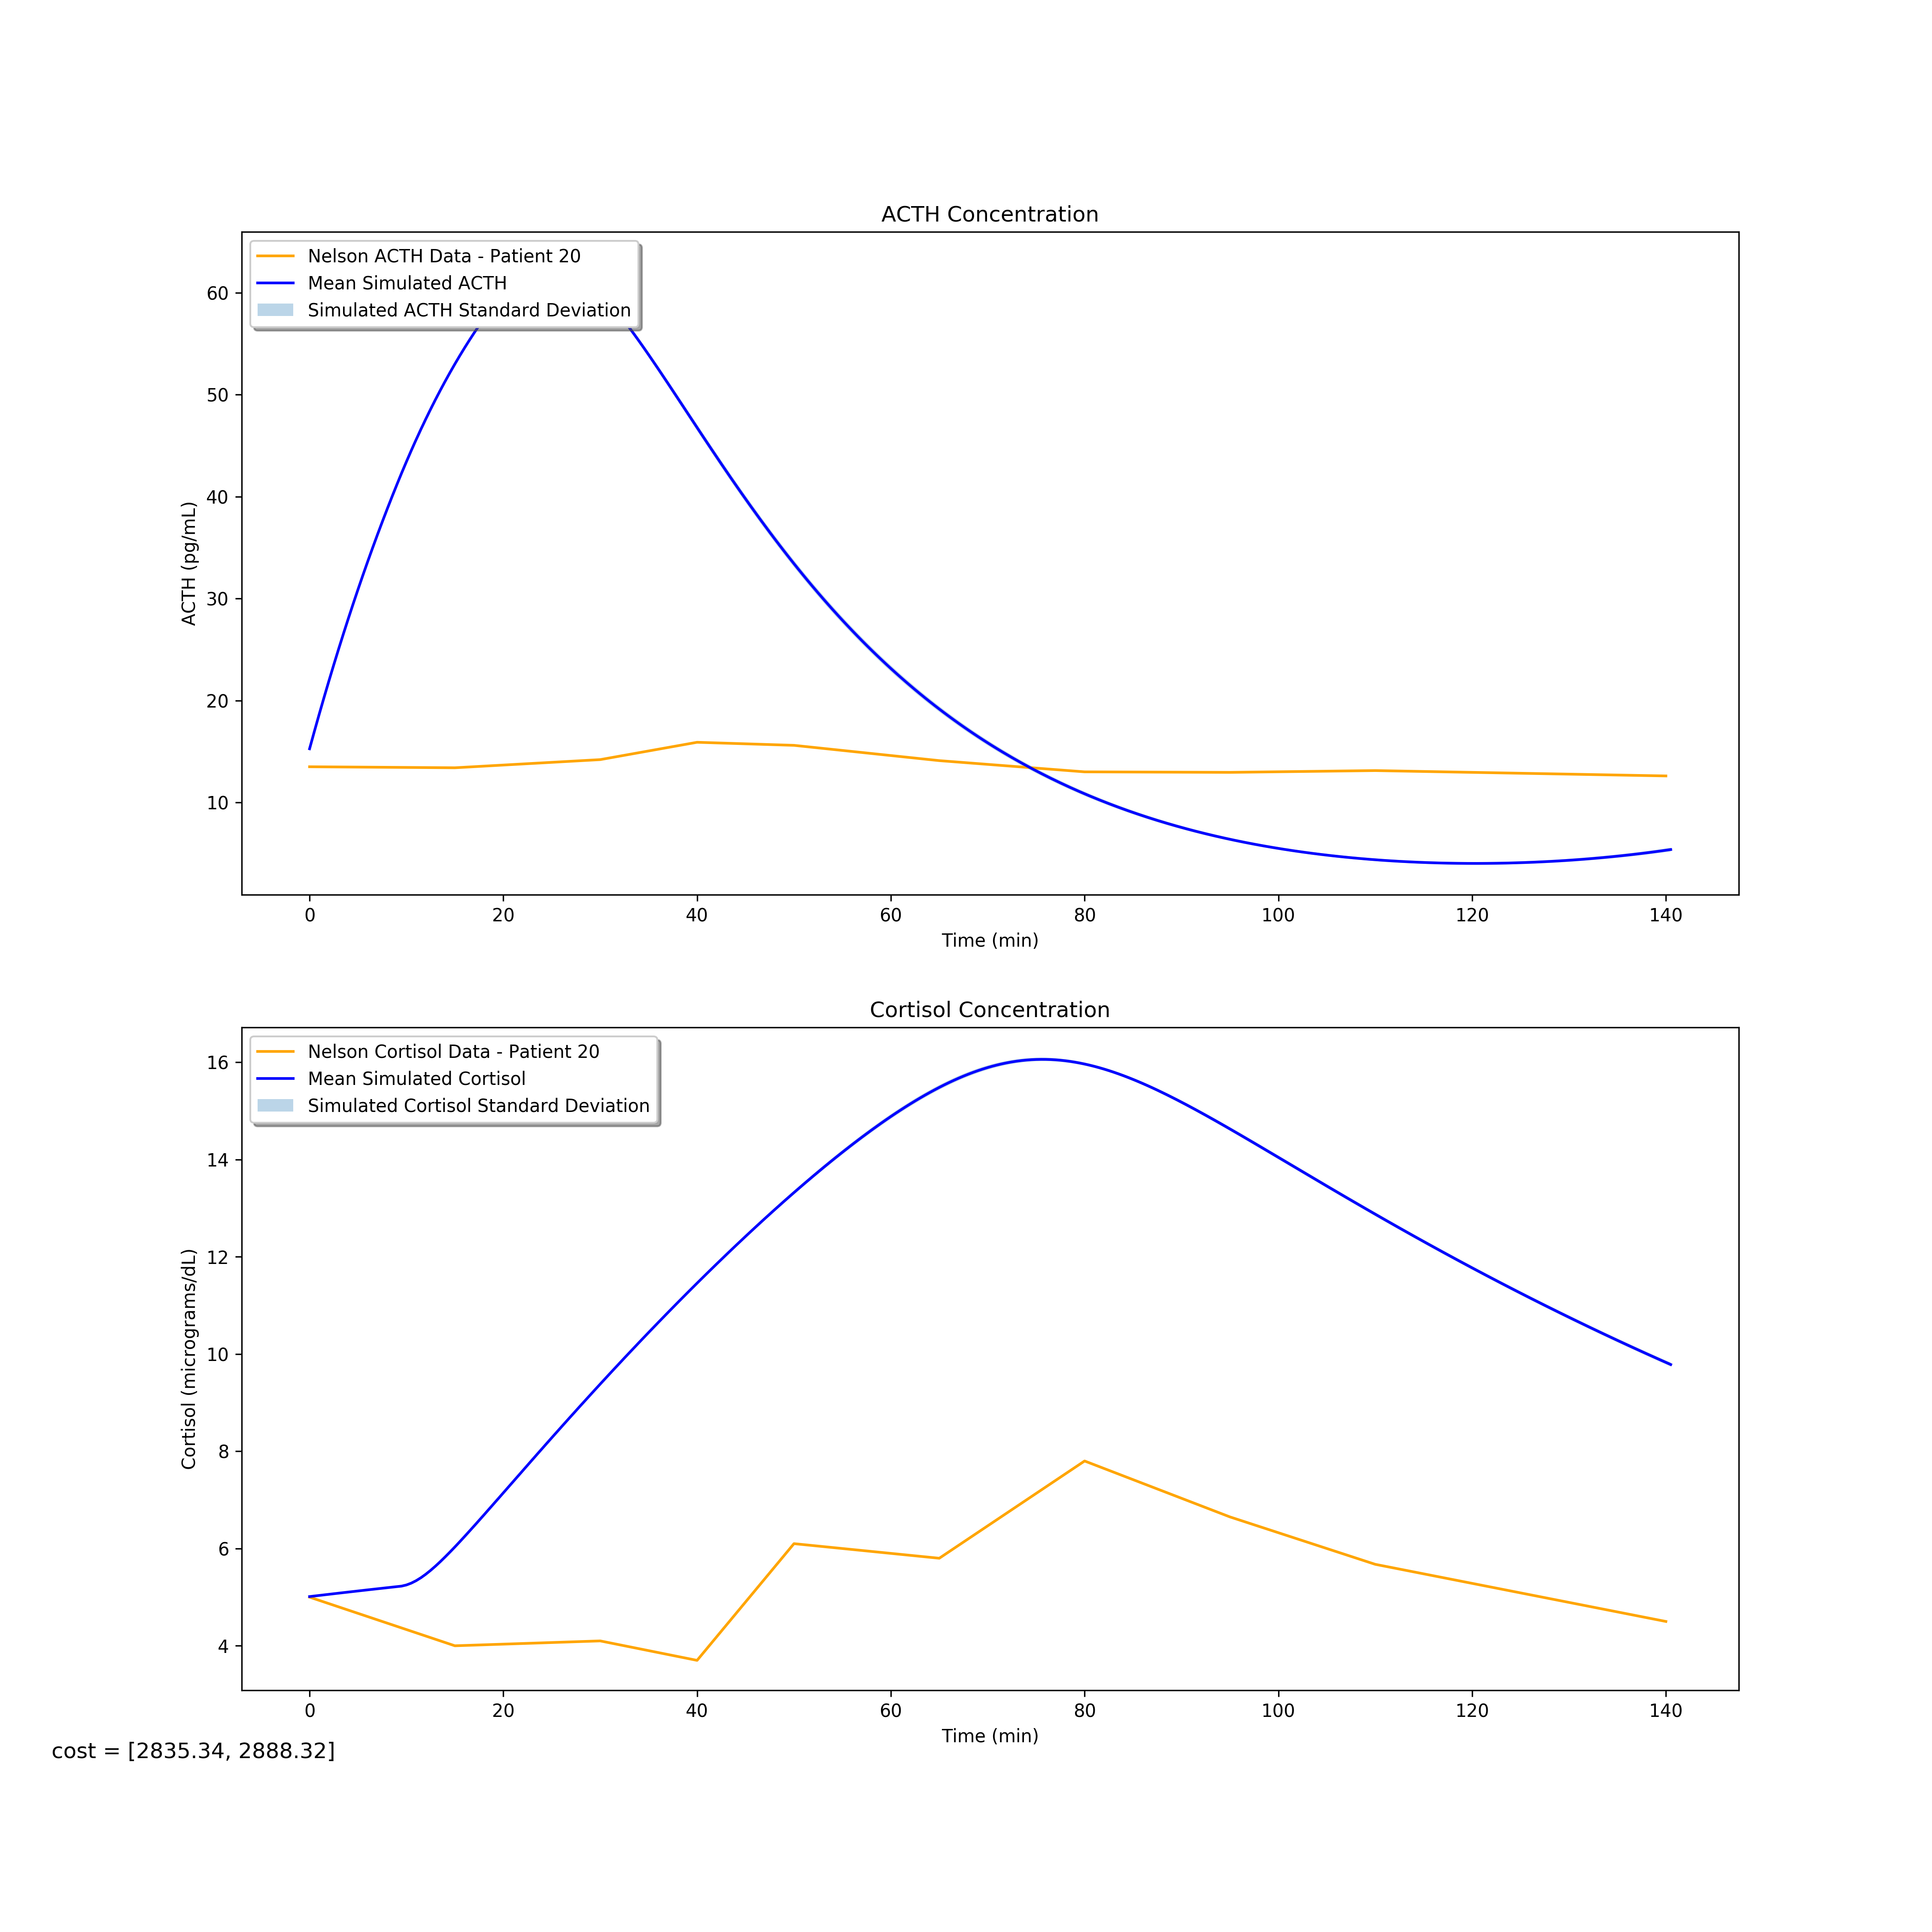 ACTH Concentration
Nelson ACTH Data - Patient 20
Mean Simulated ACTH
Simulated ACTH Standard Deviation
60
50
40
30
20
10
ACTH (pg/mL)
0 20 40 60 80 100 120 140
Time (min)
Cortisol Concentration
Nelson Cortisol Data - Patient 20
Mean Simulated Cortisol
Simulated Cortisol Standard Deviation
16
14
12
10
8
6
4
Cortisol (micrograms/dL)
0 20 40 60 80 100 120 140
Time (min)
cost = [2835.34, 2888.32]